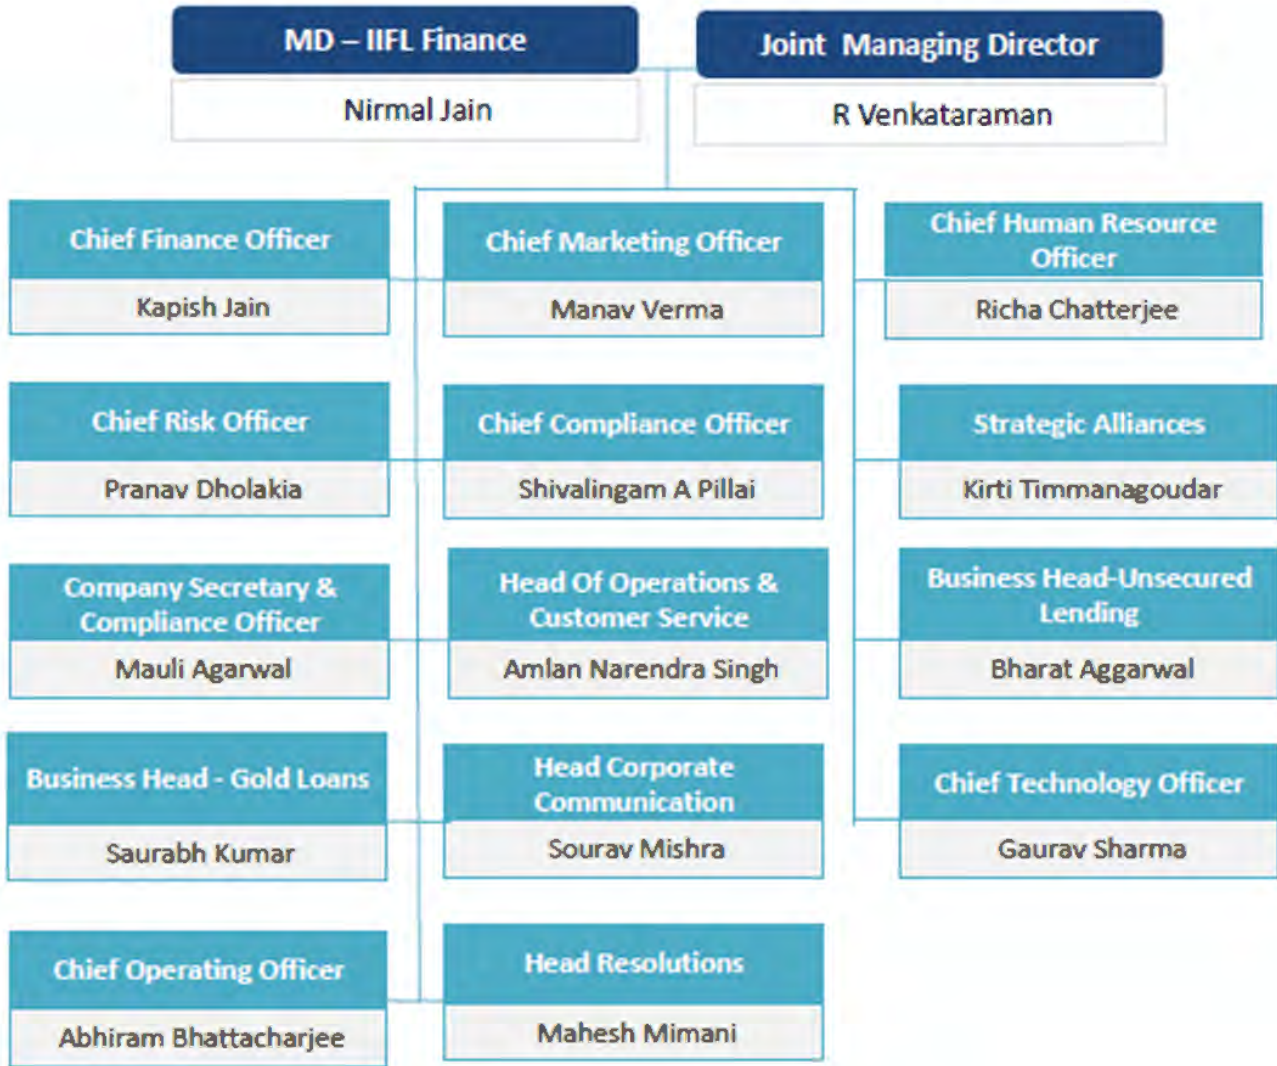 MD – IIFL Finance
Nirmal Jain
Joint Managing Director
R Venkataraman
Chief Finance Officer
Kapish Jain
Chief Marketing Officer
Manav Verma
Chief Human Resource
Officer
Richa Chatterjee
Chief Risk Officer
Pranav Dholakia
Chief Compliance Officer
Shivalingam A Pillai
Strategic Alliances
Kirti Timmanagoudar
Company Secretary &
Compliance Officer
Mauli Agarwal
Head Of Operations &
Customer Service
Amlan Narendra Singh
Business Head-Unsecured
Lending
Bharat Aggarwal
Business Head - Gold Loans
Saurabh Kumar
Head Corporate
Communication
Sourav Mishra
Chief Technology Officer
Gaurav Sharma
Chief Operating Officer
Abhiram Bhattacharjee
Head Resolutions
Mahesh Mimani